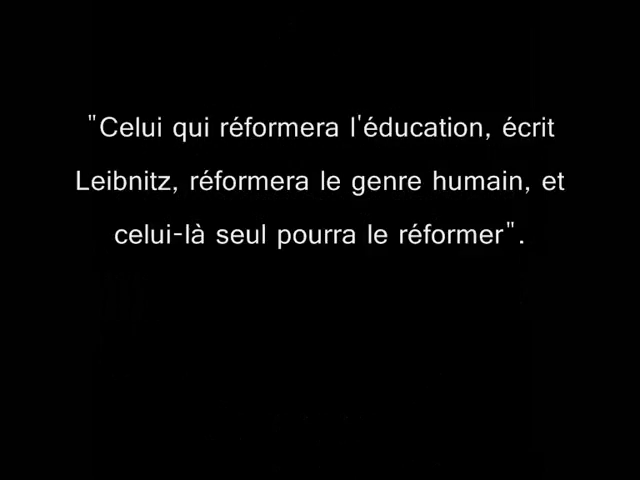 "Celui qui réformera l'éducation, écrit
Leibnitz, réformera le genre humain, et
celui-là seul pourra le réformer".